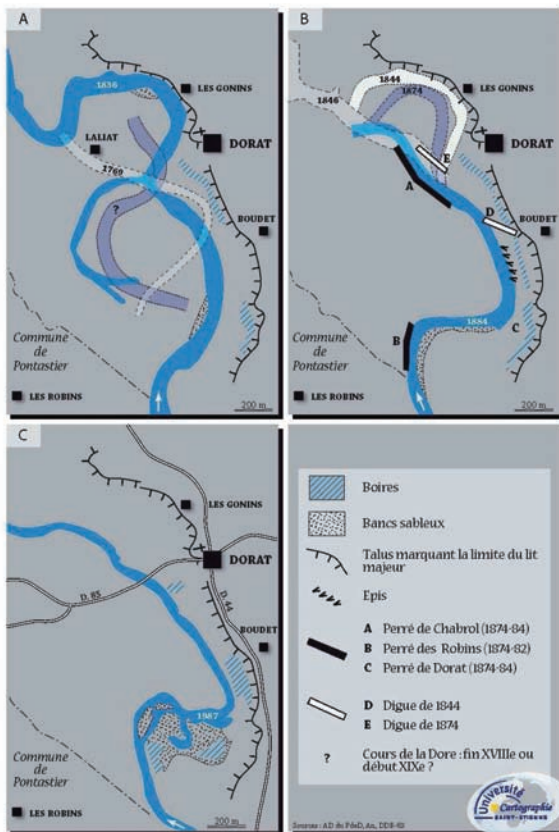 A
1836
LES GONINS
LALIAT
DORAT
1769
?
BOUDET
Commune
de
Pontastier
LES ROBINS
200 m
B
1844
LES GONINS
1846
1874
DORAT
E
A
D
BOUDET
1884
C
B
Commune
de
Pontastier
LES ROBINS
200 m
C
LES GONINS
DORAT
D. 85
D. 44
BOUDET
1987
Commune
de
Pontastier
LES ROBINS
200 m
Boires
Bancs sableux
Talus marquant la limite du lit
majeur
Epis
A Perré de Chabrol (1874-84)
B Perré des Robins (1874-82)
C Perré de Dorat (1874-84)
D Digue de 1844
E Digue de 1874
? Cours de la Dore : fin XVIIIe ou
début XIXe ?
Sources : AD du PdeD,
Université
Cartographie
SAINT-ETIENNE